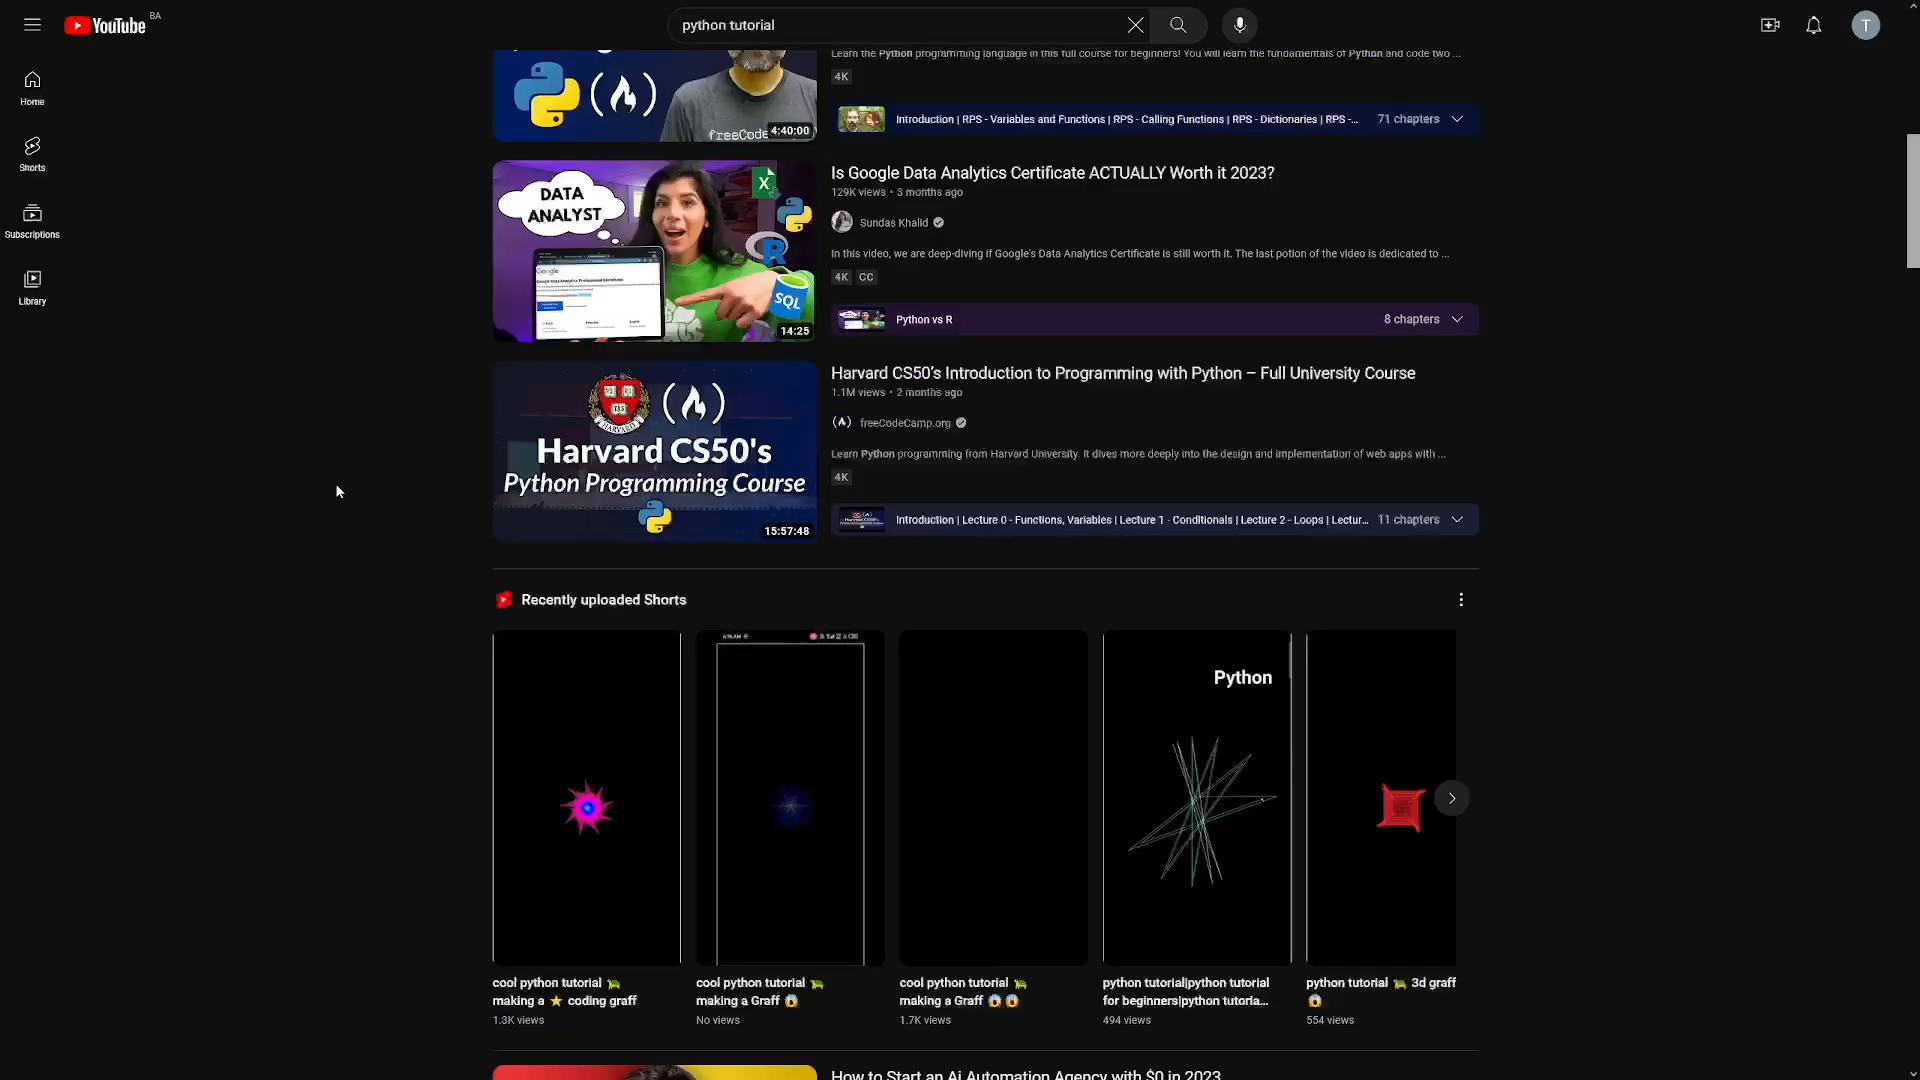 YouTube BA
python tutorial
T
Home
Shorts
Subscriptions
Library
freeCode
4:40:00
Learn the Python programming language in this full course for beginners! You will learn the fundamentals of Python and code two ...
4K
Introduction | RPS - Variables and Functions | RPS - Calling Functions | RPS - Dictionaries | RPS -... 71 chapters
DATA
ANALYST
X
R
SQL
Google
14:25
Is Google Data Analytics Certificate ACTUALLY Worth it 2023?
129K views • 3 months ago
Sundas Khalid
In this video, we are deep-diving if Google's Data Analytics Certificate is still worth it. The last potion of the video is dedicated to ...
4K CC
Python vs R 8 chapters
HARVARD
Harvard CS50's
Python Programming Course
15:57:48
Harvard CS50's Introduction to Programming with Python – Full University Course
1.1M views • 2 months ago
freeCodeCamp.org
Learn Python programming from Harvard University. It dives more deeply into the design and implementation of web apps with ...
4K
Introduction | Lecture 0 - Functions, Variables | Lecture 1 - Conditionals | Lecture 2 - Loops | Lectur... 11 chapters
Recently uploaded Shorts
Python
cool python tutorial 🐢
making a ⭐ coding graff
1.3K views
cool python tutorial 🐢
making a Graff 😱
No views
cool python tutorial 🐢
making a Graff 😱😱
1.7K views
python tutorial|python tutorial
for beginners|python tutoria...
494 views
python tutorial 🐢 3d graff
😱
554 views
How to Start an Ai Automation Agency with $0 in 2023